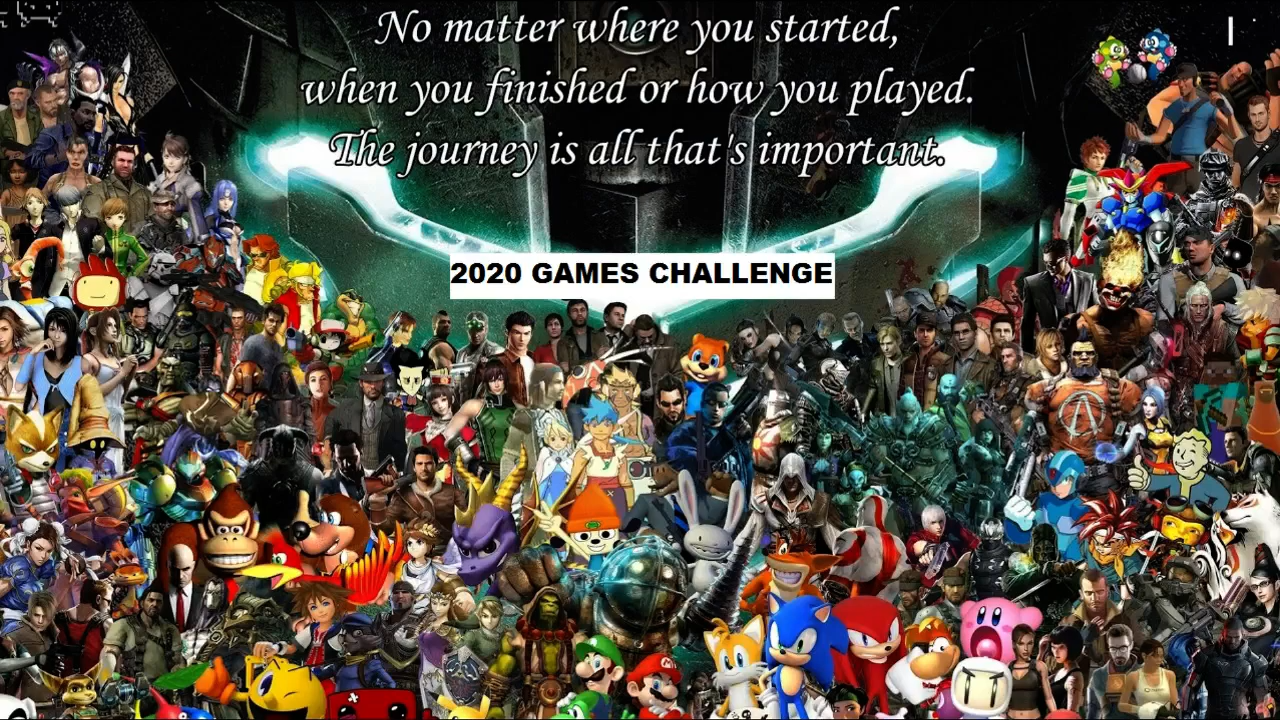 No matter where you started,
when you finished or how you played.
The journey is all that's important.
2020 GAMES CHALLENGE